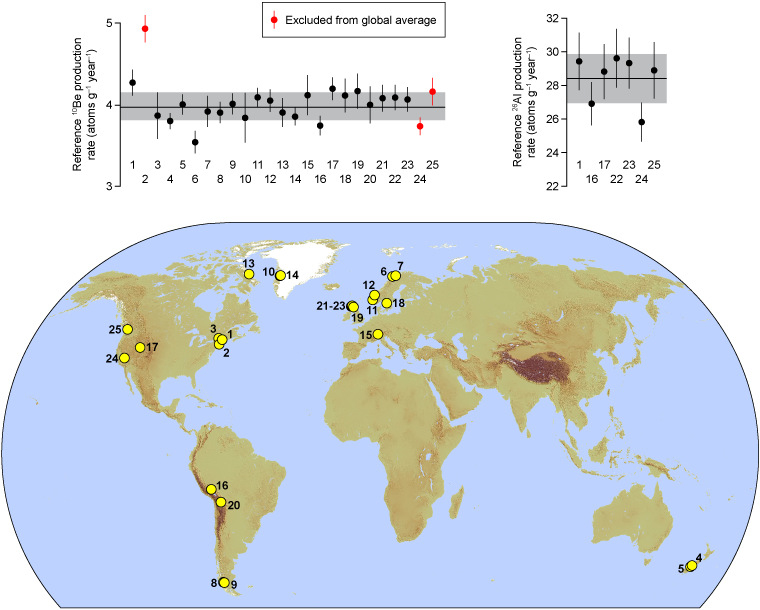 Excluded from global average
Reference ¹⁰Be production
rate (atoms g⁻¹ year⁻¹)
5
4
3
1 3 5 7 9 11 13 15 17 19 21 23 25
2 4 6 8 10 12 14 16 18 20 22 24
Reference ²⁶Al production
rate (atoms g⁻¹ year⁻¹)
32
30
28
26
24
22
1 17 23 25
16 22 24
13
10 14
6 7
12
21-23 18
19 11
25
3 1
2
15
17
24
16
20
4
5
8 9